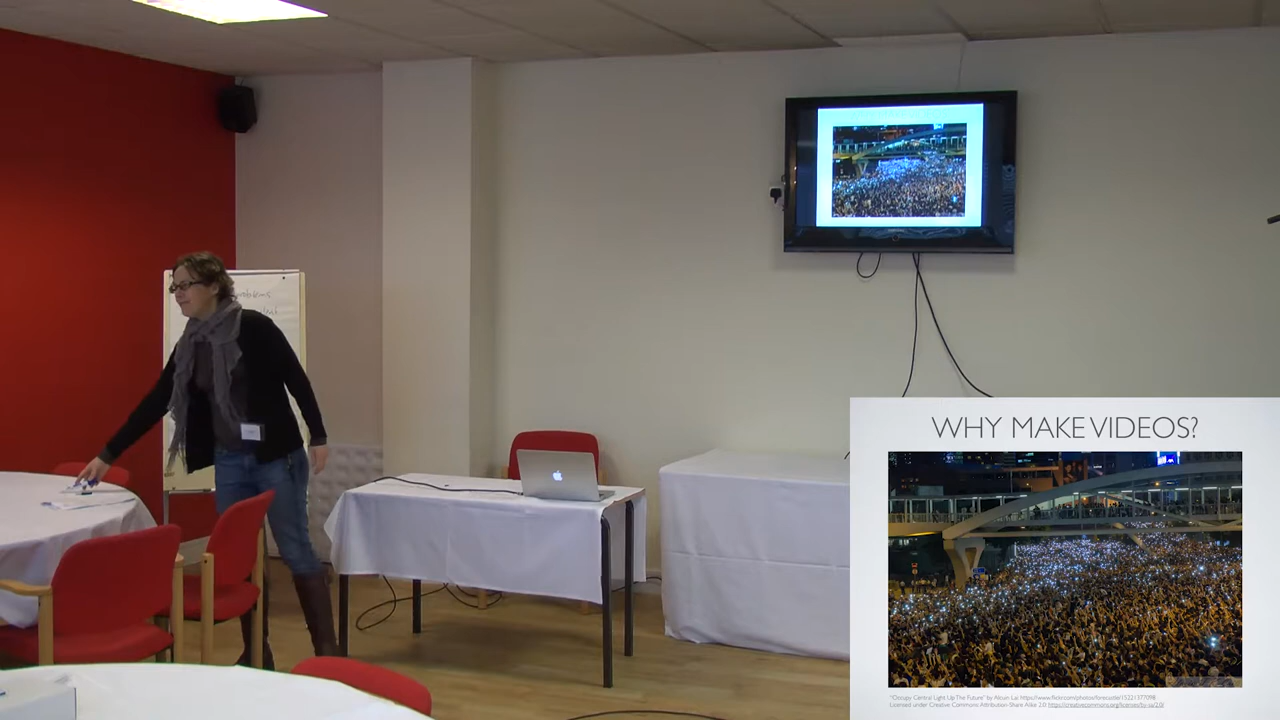 WHY MAKE VIDEOS?
"Occupy Central Light Up The Future" by Alcuin Lai https://www.flickr.com/photos/forecastle/15221377098
Licensed under Creative Commons Attribution-Share Alike 2.0 https://creativecommons.org/licenses/by-sa/2.0/